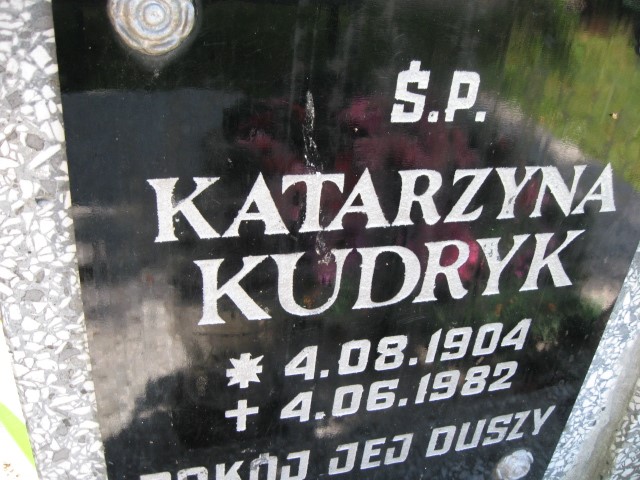 Ś.P.
KATARZYNA
KUDRYK
* 4.08.1904
+ 4.06.1982
POKÓJ JEJ DUSZY